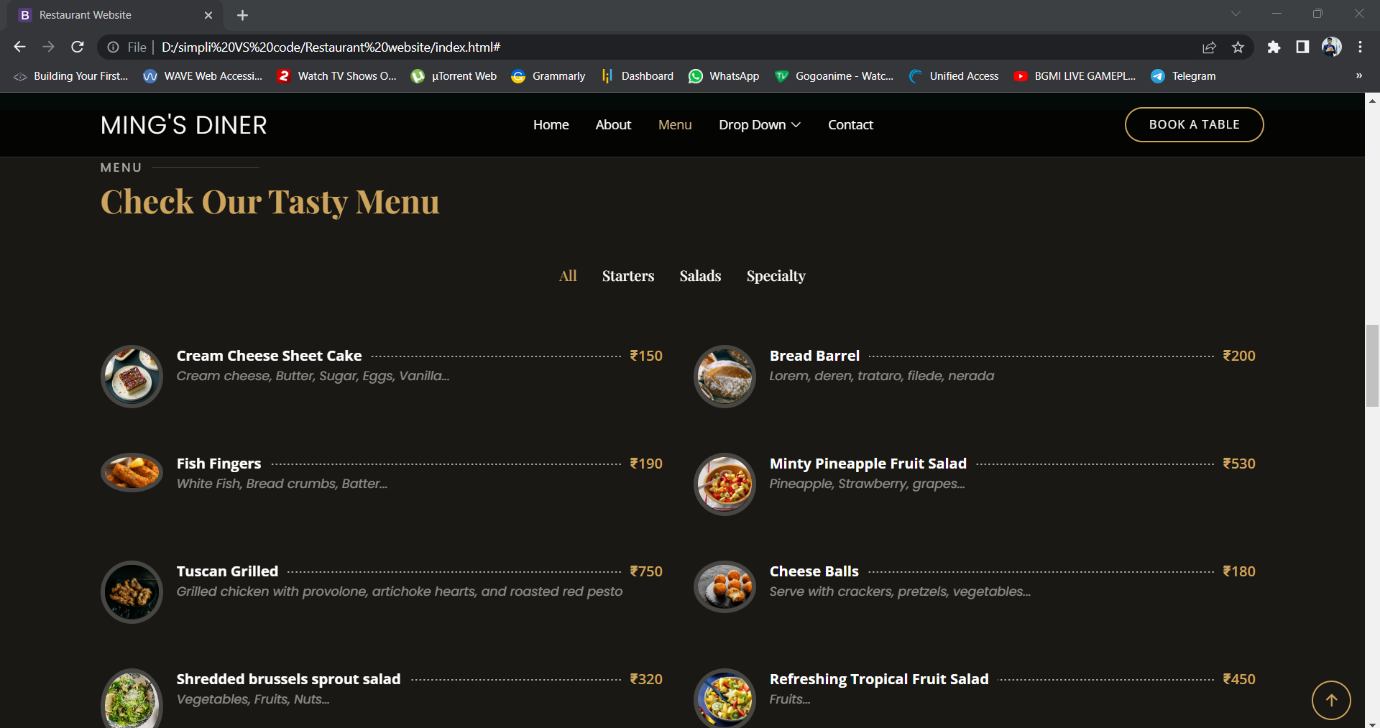 B Restaurant Website
File | D:/simpli%20VS%20code/Restaurant%20website/index.html#
Building Your First... WAVE Web Accessi... Watch TV Shows O... µTorrent Web Grammarly Dashboard WhatsApp Gogoanime - Watc... Unified Access BGMI LIVE GAMEPL... Telegram »
MING'S DINER Home About Menu Drop Down Contact BOOK A TABLE
MENU
Check Our Tasty Menu
All Starters Salads Specialty
Cream Cheese Sheet Cake ₹150
Cream cheese, Butter, Sugar, Eggs, Vanilla...
Bread Barrel ₹200
Lorem, deren, trataro, filede, nerada
Fish Fingers ₹190
White Fish, Bread crumbs, Batter...
Minty Pineapple Fruit Salad ₹530
Pineapple, Strawberry, grapes...
Tuscan Grilled ₹750
Grilled chicken with provolone, artichoke hearts, and roasted red pesto
Cheese Balls ₹180
Serve with crackers, pretzels, vegetables...
Shredded brussels sprout salad ₹320
Vegetables, Fruits, Nuts...
Refreshing Tropical Fruit Salad ₹450
Fruits...